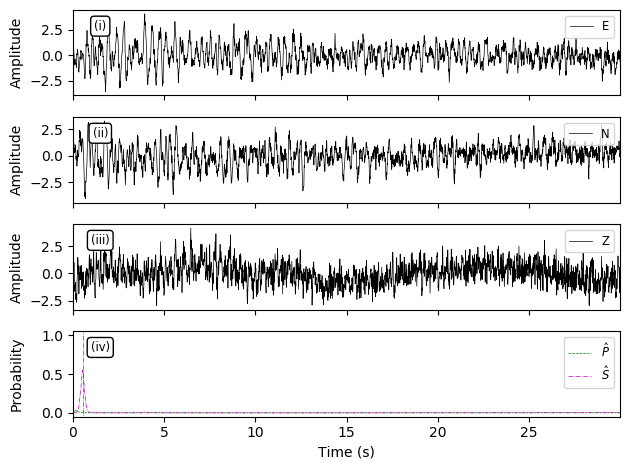 Amplitude
2.5
0.0
−2.5
(i)
E
Amplitude
2.5
0.0
−2.5
(ii)
N
Amplitude
2.5
0.0
−2.5
(iii)
Z
Probability
1.0
0.5
0.0
(iv)
P̂
Ŝ
0 5 10 15 20 25
Time (s)